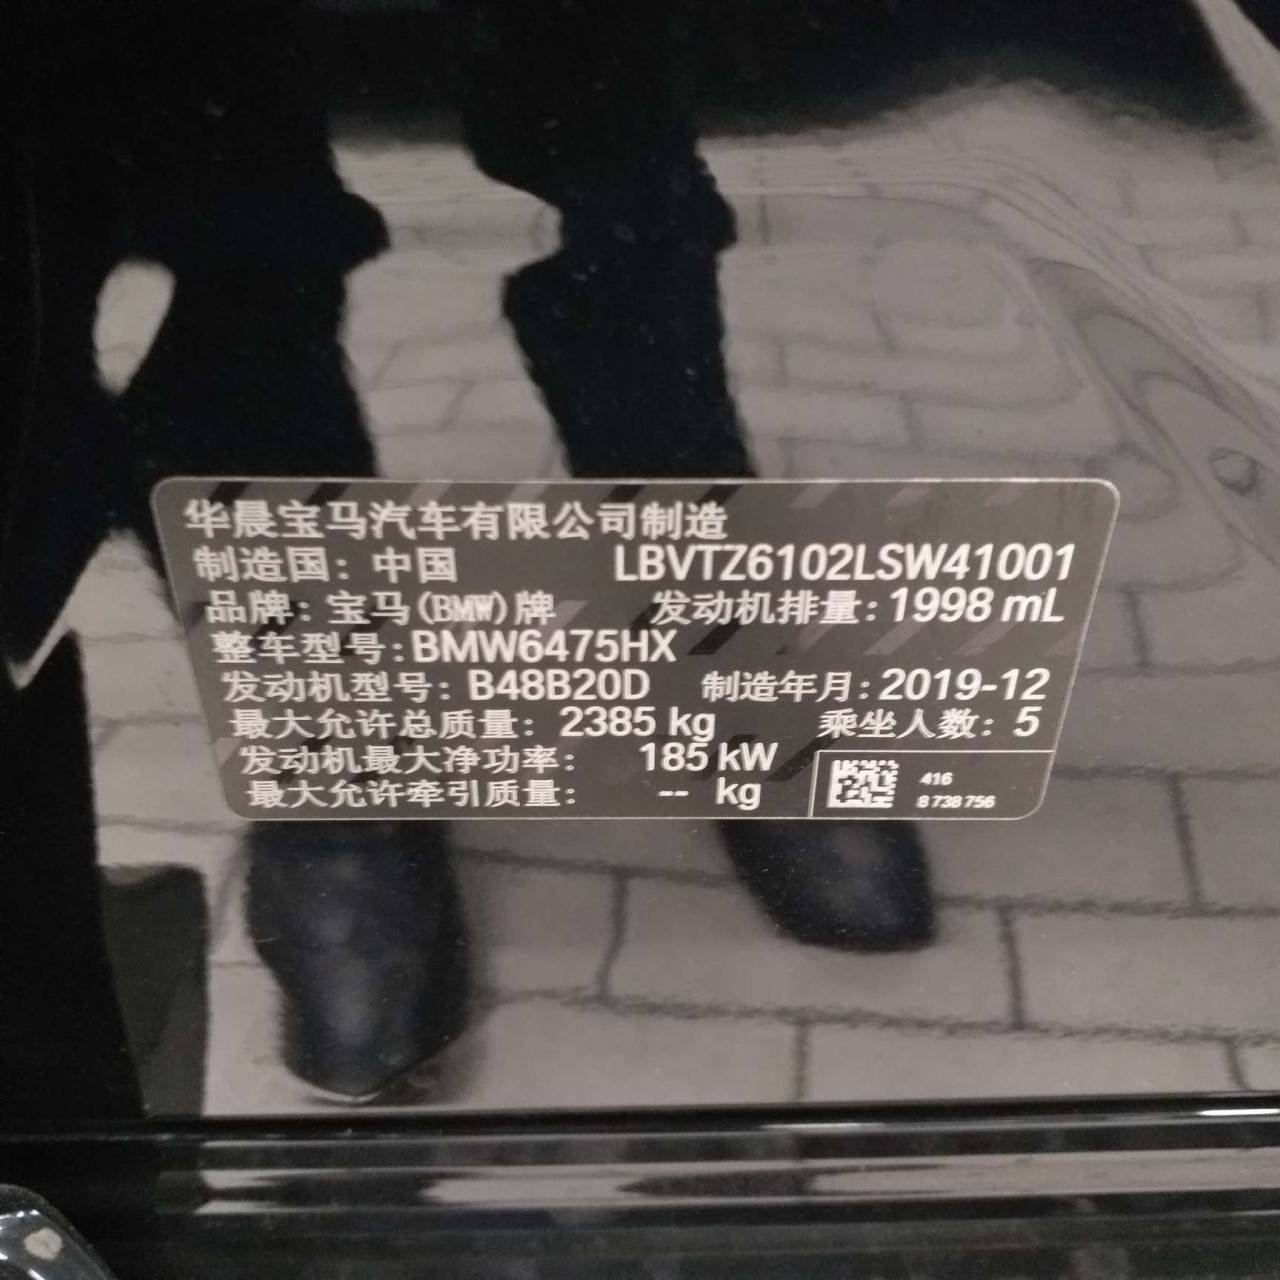 华晨宝马汽车有限公司制造
制造国：中国 LBVTZ6102LSW41001
品牌：宝马(BMW)牌 发动机排量：1998 mL
整车型号：BMW6475HX
发动机型号：B48B20D 制造年月：2019-12
最大允许总质量：2385 kg 乘坐人数：5
发动机最大净功率：185 kW
最大允许牵引质量：-- kg
416
8 738 756